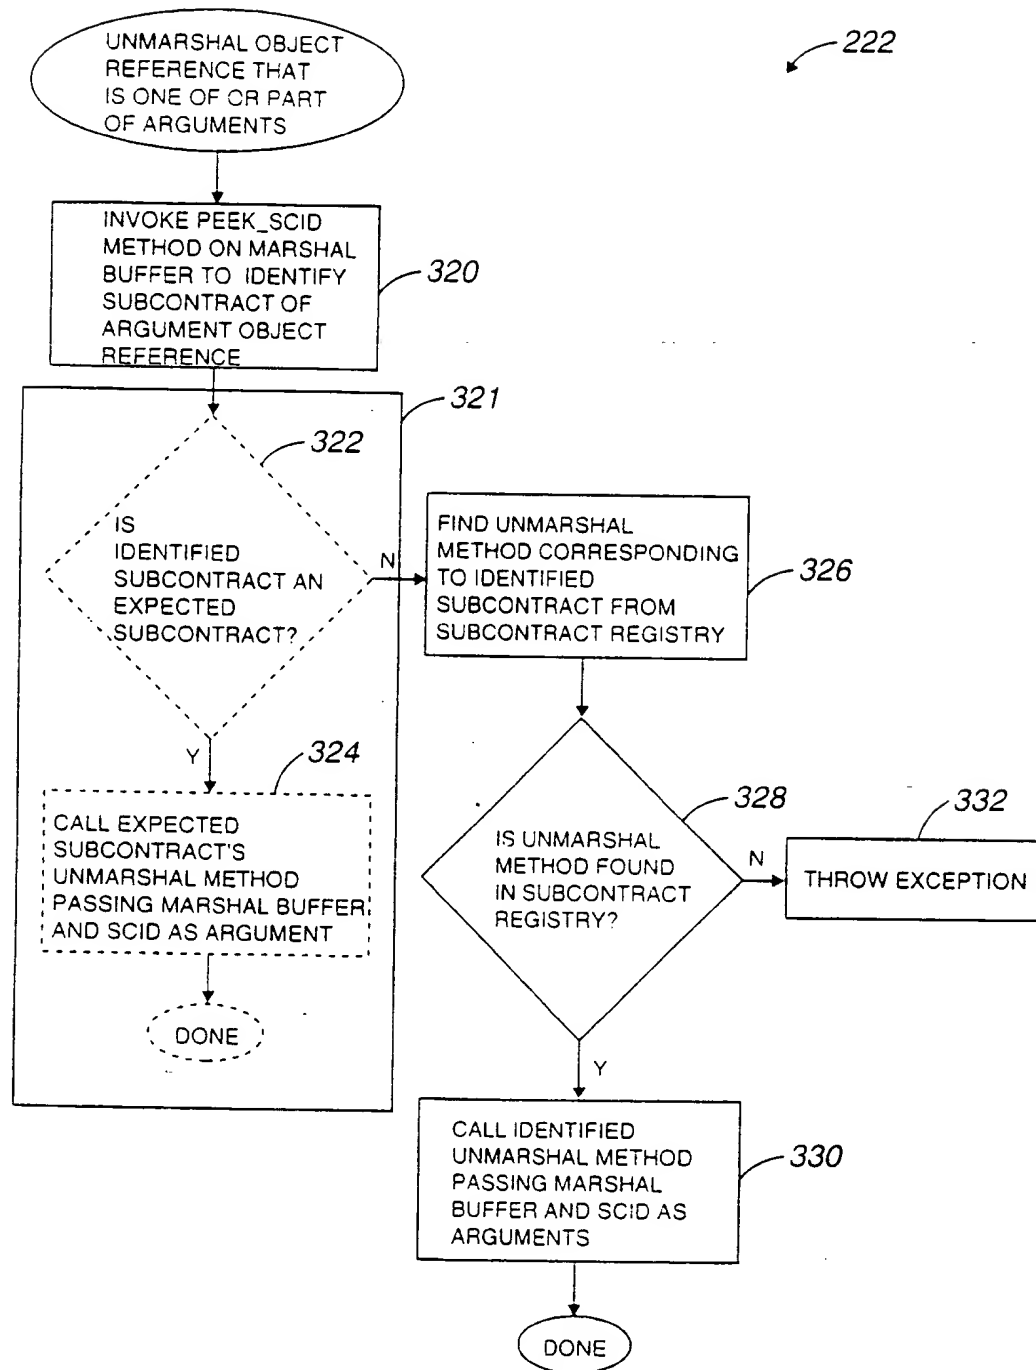 UNMARSHAL OBJECT
REFERENCE THAT
IS ONE OF OR PART
OF ARGUMENTS
222
INVOKE PEEK_SCID
METHOD ON MARSHAL
BUFFER TO IDENTIFY
SUBCONTRACT OF
ARGUMENT OBJECT
REFERENCE
320
321
322
IS
IDENTIFIED
SUBCONTRACT AN
EXPECTED
SUBCONTRACT?
N
Y
324
CALL EXPECTED
SUBCONTRACT'S
UNMARSHAL METHOD
PASSING MARSHAL BUFFER
AND SCID AS ARGUMENT
DONE
FIND UNMARSHAL
METHOD CORRESPONDING
TO IDENTIFIED
SUBCONTRACT FROM
SUBCONTRACT REGISTRY
326
328
IS UNMARSHAL
METHOD FOUND
IN SUBCONTRACT
REGISTRY?
N
332
THROW EXCEPTION
Y
CALL IDENTIFIED
UNMARSHAL METHOD
PASSING MARSHAL
BUFFER AND SCID AS
ARGUMENTS
330
DONE